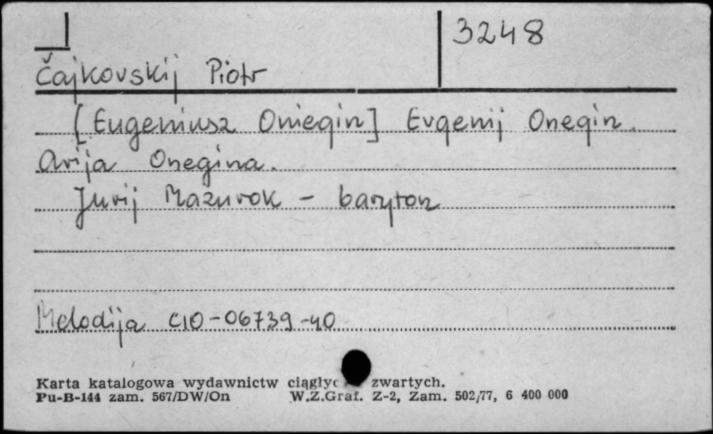 3248
Čajkovskij Piotr
[Eugeniusz Oniegin] Evgenij Onegin.
Arija Onegina.
Jurij Mazurok - baryton
Melodija C10-06739-40
Karta katalogowa wydawnictw ciągłyc zwartych.
Pu-B-144 zam. 567/DW/On W.Z.Graf. Z-2, Zam. 502/77, 6 400 000